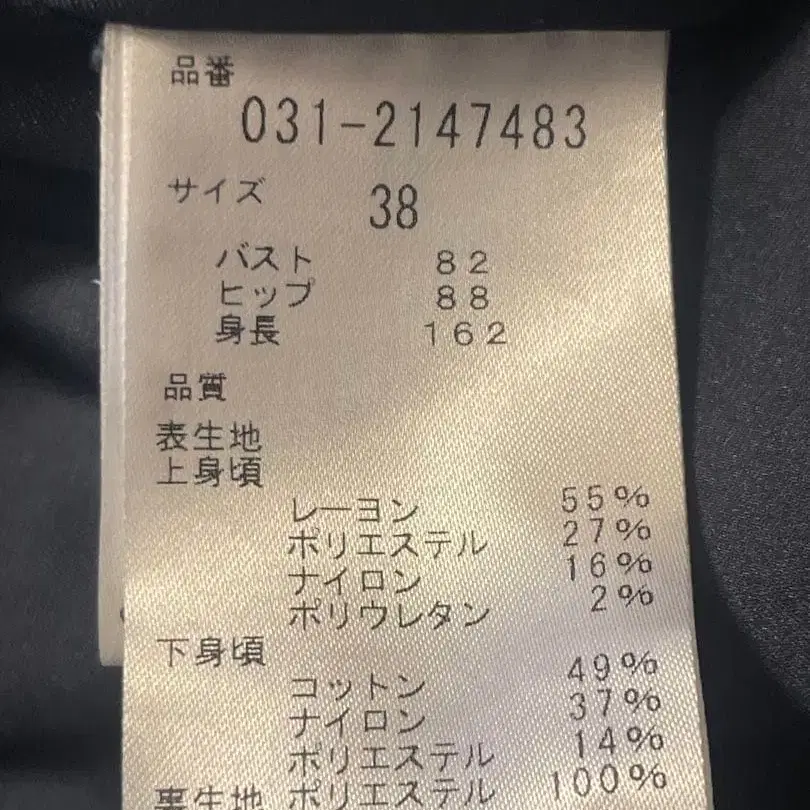 品番
031-2147483
サイズ 38
バスト 82
ヒップ 88
身長 162
品質
表生地
上身頃
レーヨン 55%
ポリエステル 27%
ナイロン 16%
ポリウレタン 2%
下身頃
コットン 49%
ナイロン 37%
ポリエステル 14%
裏生地 ポリエステル 100%